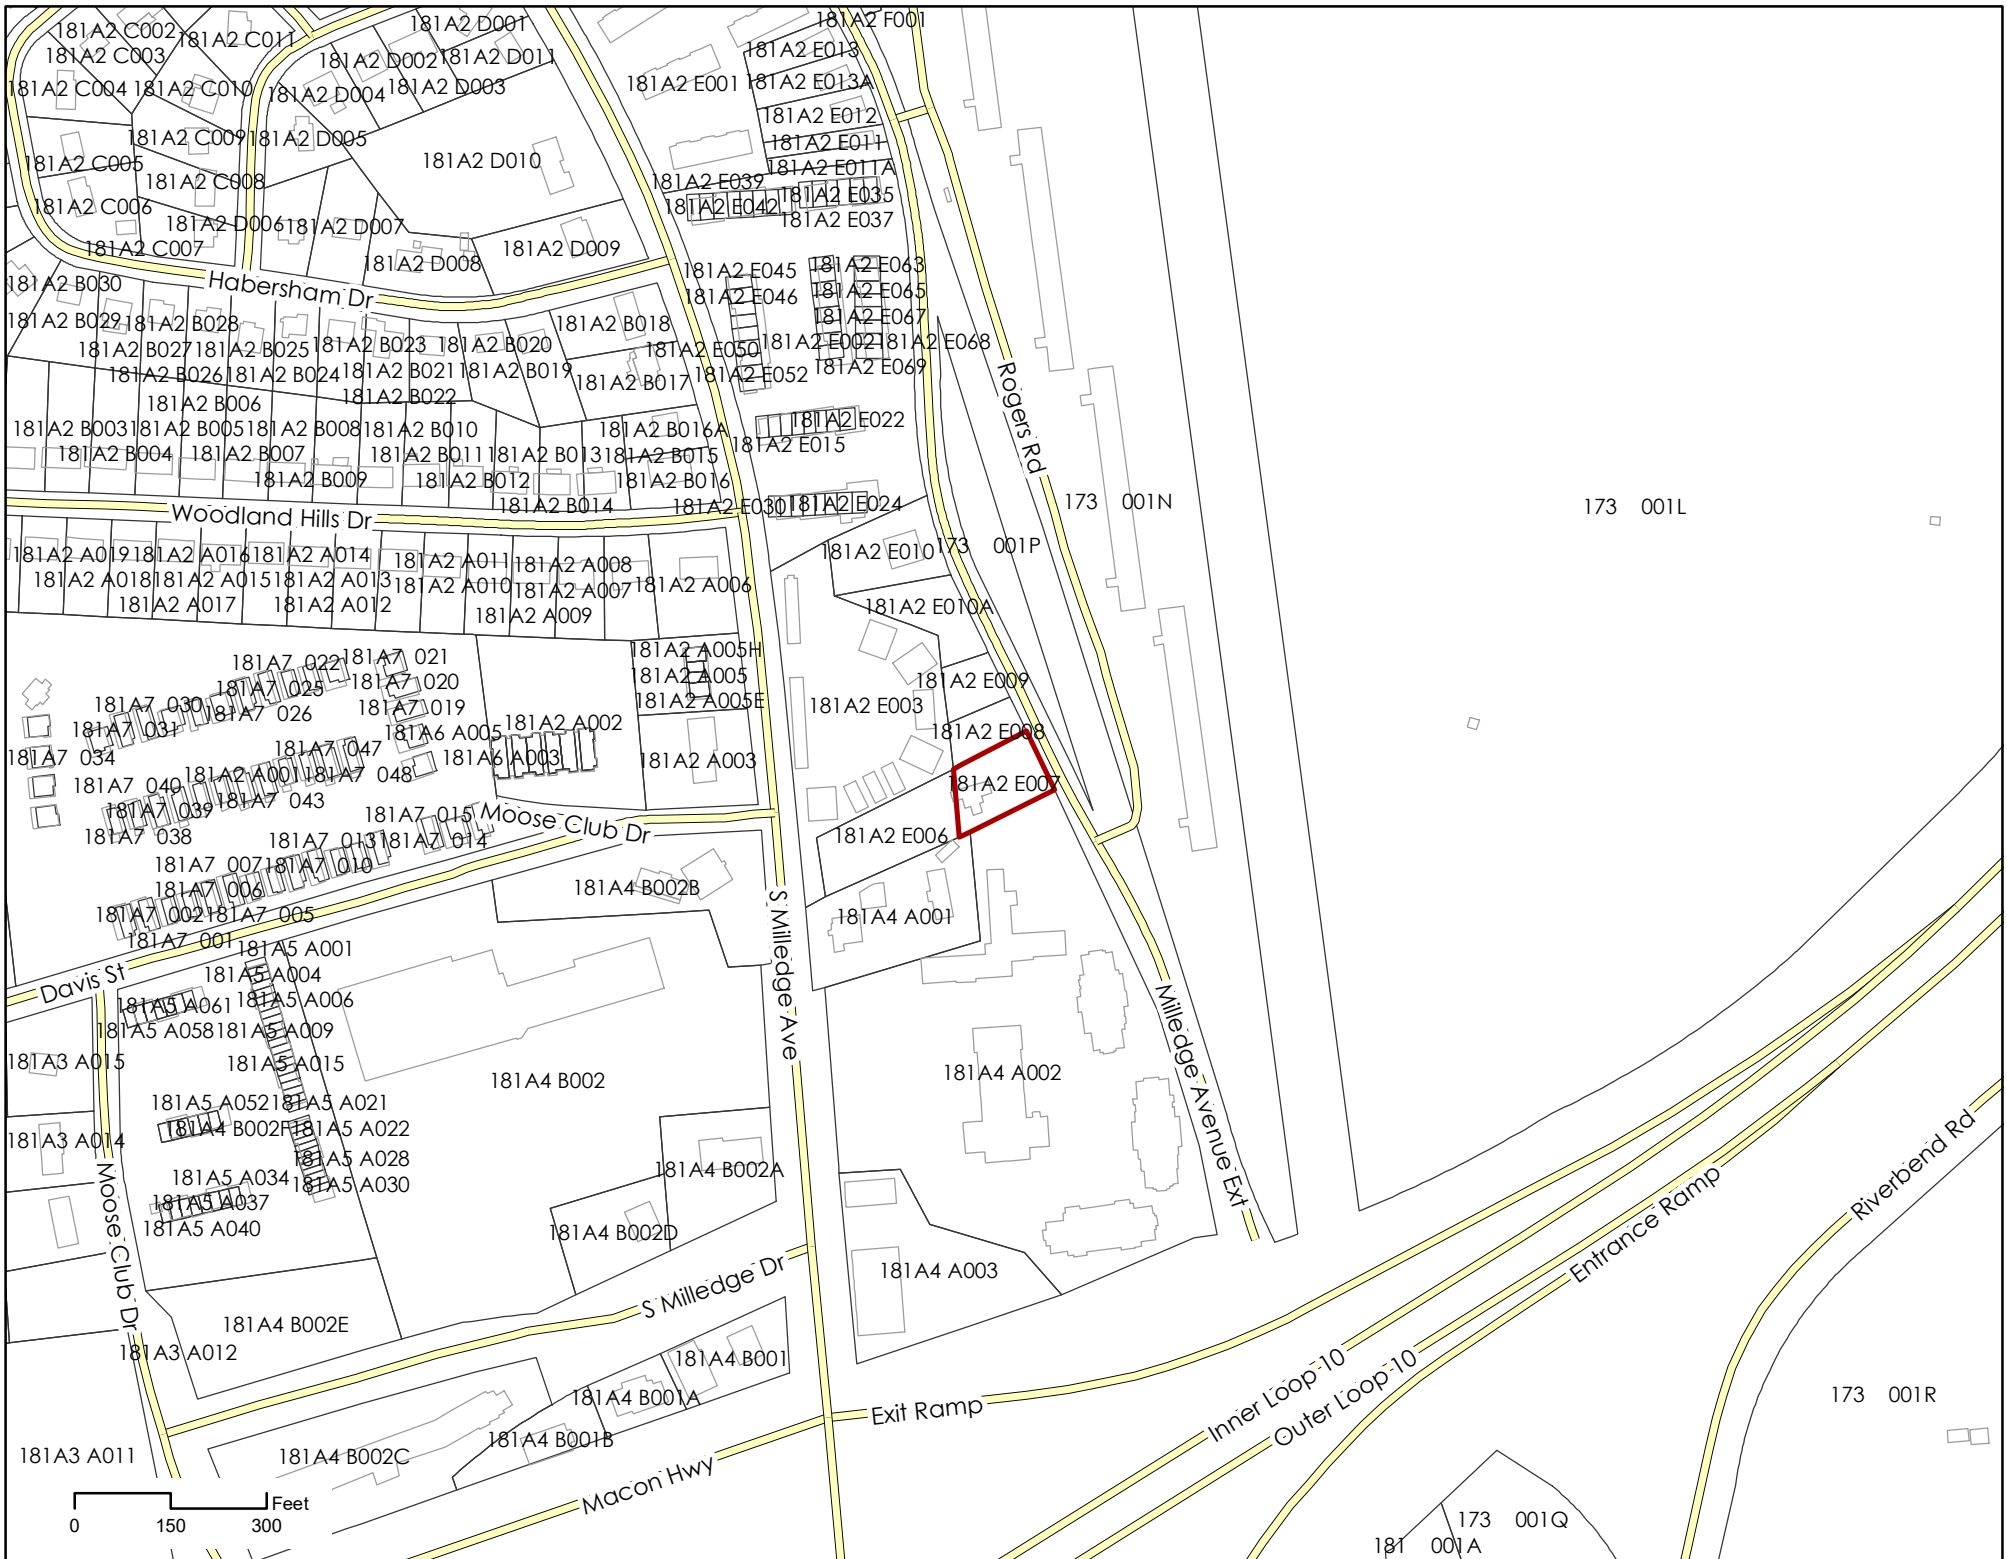 181A2 F001
181A2 D001
181A2 C002
181A2 C011
181A2 E013
181A2 C003
181A2 D002
181A2 D011
181A2 E001
181A2 E013A
181A2 C004
181A2 C010
181A2 D004
181A2 D003
181A2 E012
181A2 C009
181A2 D005
181A2 E011
181A2 C005
181A2 D010
181A2 E011A
181A2 C008
181A2 E039
181A2 E035
181A2 C006
181A2 E042
181A2 E037
181A2 D006
181A2 D007
181A2 C007
181A2 D009
181A2 D008
181A2 E045
181A2 E063
181A2 B030
Habersham Dr
181A2 E046
181A2 E065
181A2 B029
181A2 B028
181A2 B018
181A2 E067
181A2 B027
181A2 B025
181A2 B023
181A2 B020
181A2 E050
181A2 E002
181A2 E068
181A2 B026
181A2 B024
181A2 B021
181A2 B019
181A2 B017
181A2 E052
181A2 E069
181A2 B006
181A2 B022
Rogers Rd
181A2 B003
181A2 B005
181A2 B008
181A2 B010
181A2 B016A
181A2 E022
181A2 B004
181A2 B007
181A2 B011
181A2 B013
181A2 B015
181A2 E015
181A2 B009
181A2 B012
181A2 B016
181A2 B014
181A2 E030
181A2 E024
173 001N
173 001L
Woodland Hills Dr
181A2 A019
181A2 A016
181A2 A014
181A2 A011
181A2 A008
181A2 E010
173 001P
181A2 A018
181A2 A015
181A2 A013
181A2 A010
181A2 A007
181A2 A006
181A2 A017
181A2 A012
181A2 A009
181A2 E010A
181A7 022
181A7 021
181A2 A005H
181A7 025
181A7 020
181A2 A005
181A2 E009
181A7 030
181A7 026
181A7 019
181A2 A005E
181A2 E003
181A7 031
181A6 A005
181A2 A002
181A2 E008
181A7 034
181A7 047
181A6 A003
181A2 A003
181A7 040
181A2 A001
181A7 048
181A2 E007
181A7 039
181A7 043
181A7 015
Moose Club Dr
181A7 038
181A7 013
181A7 014
181A2 E006
181A7 007
181A7 010
181A7 006
181A4 B002B
181A7 002
181A7 005
181A4 A001
181A7 001
181A5 A001
S Milledge Ave
Davis St
181A5 A004
181A5 A061
181A5 A006
181A5 A058
181A5 A009
181A3 A015
181A5 A015
181A4 B002
181A4 A002
Milledge Avenue Ext
181A5 A052
181A5 A021
181A3 A014
181A4 B002F
181A5 A022
181A5 A028
181A4 B002A
181A5 A034
181A5 A030
181A5 A037
181A5 A040
181A4 B002D
Moose Club Dr
Riverbend Rd
Entrance Ramp
181A4 A003
S Milledge Dr
181A4 B002E
181A3 A012
181A4 B001
181A4 B001A
Exit Ramp
Inner Loop 10
Outer Loop 10
173 001R
181A4 B001B
181A3 A011
181A4 B002C
Macon Hwy
Feet
0 150 300
173 001Q
181 001A